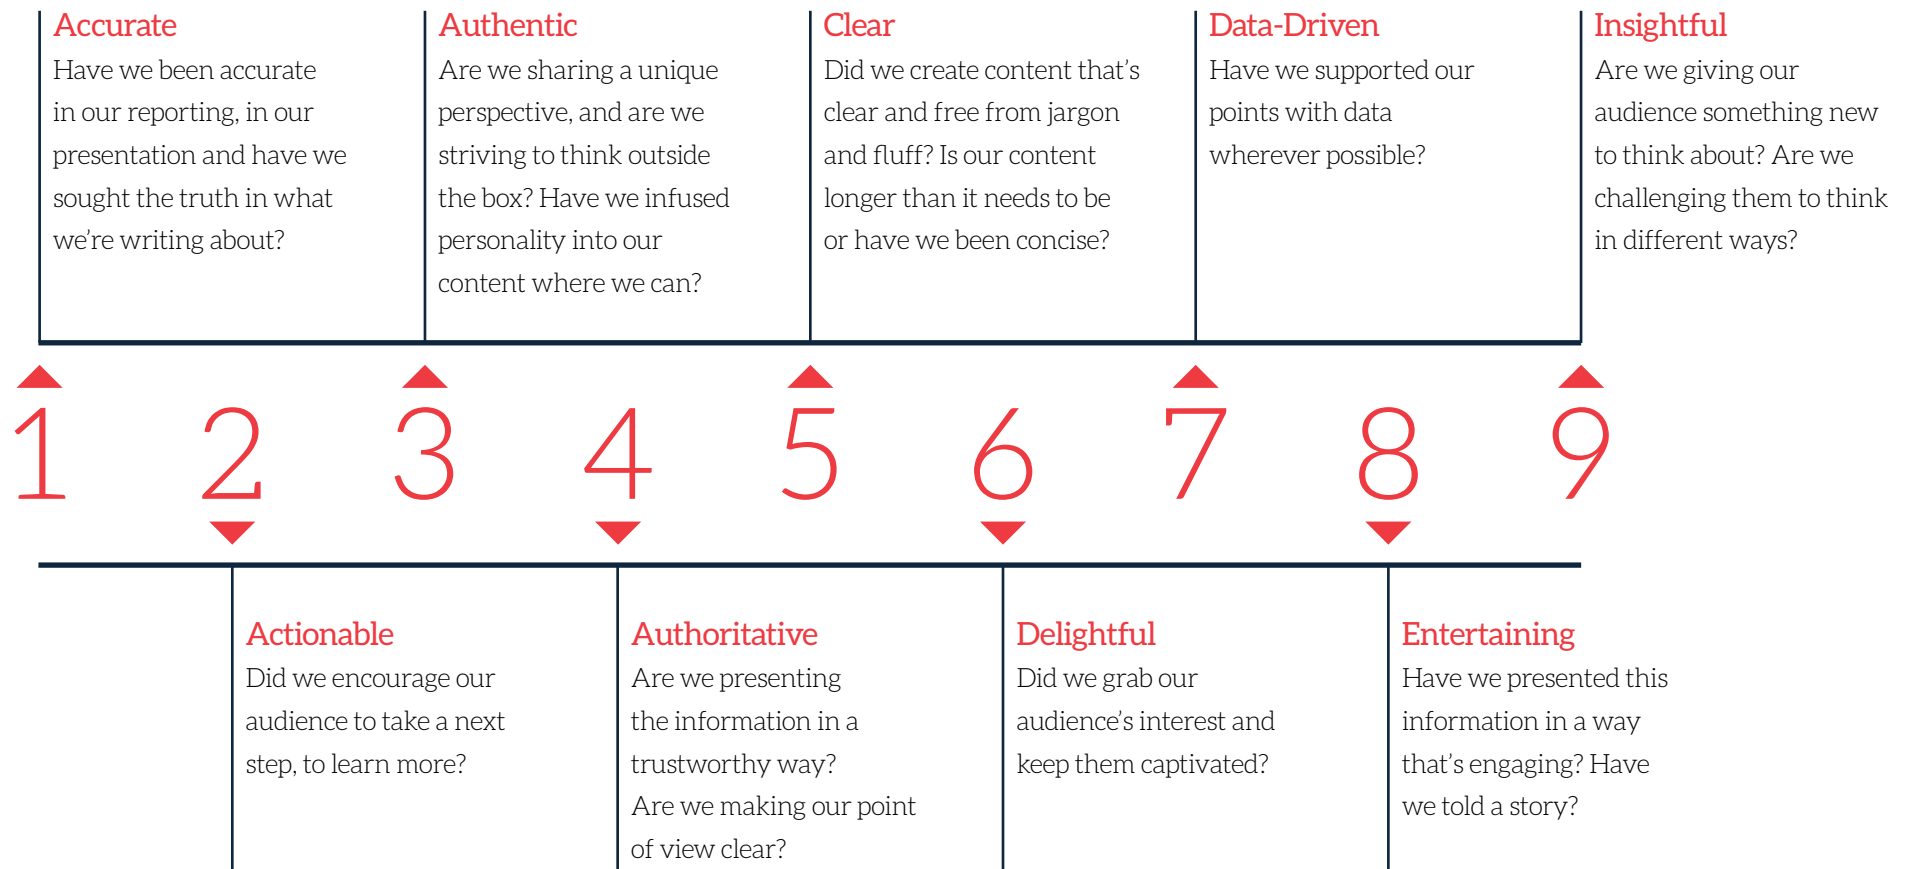 Accurate
Have we been accurate
in our reporting, in our
presentation and have we
sought the truth in what
we're writing about?
Authentic
Are we sharing a unique
perspective, and are we
striving to think outside
the box? Have we infused
personality into our
content where we can?
Clear
Did we create content that's
clear and free from jargon
and fluff? Is our content
longer than it needs to be
or have we been concise?
Data-Driven
Have we supported our
points with data
wherever possible?
Insightful
Are we giving our
audience something new
to think about? Are we
challenging them to think
in different ways?
1 2 3 4 5 6 7 8 9
Actionable
Did we encourage our
audience to take a next
step, to learn more?
Authoritative
Are we presenting
the information in a
trustworthy way?
Are we making our point
of view clear?
Delightful
Did we grab our
audience's interest and
keep them captivated?
Entertaining
Have we presented this
information in a way
that's engaging? Have
we told a story?